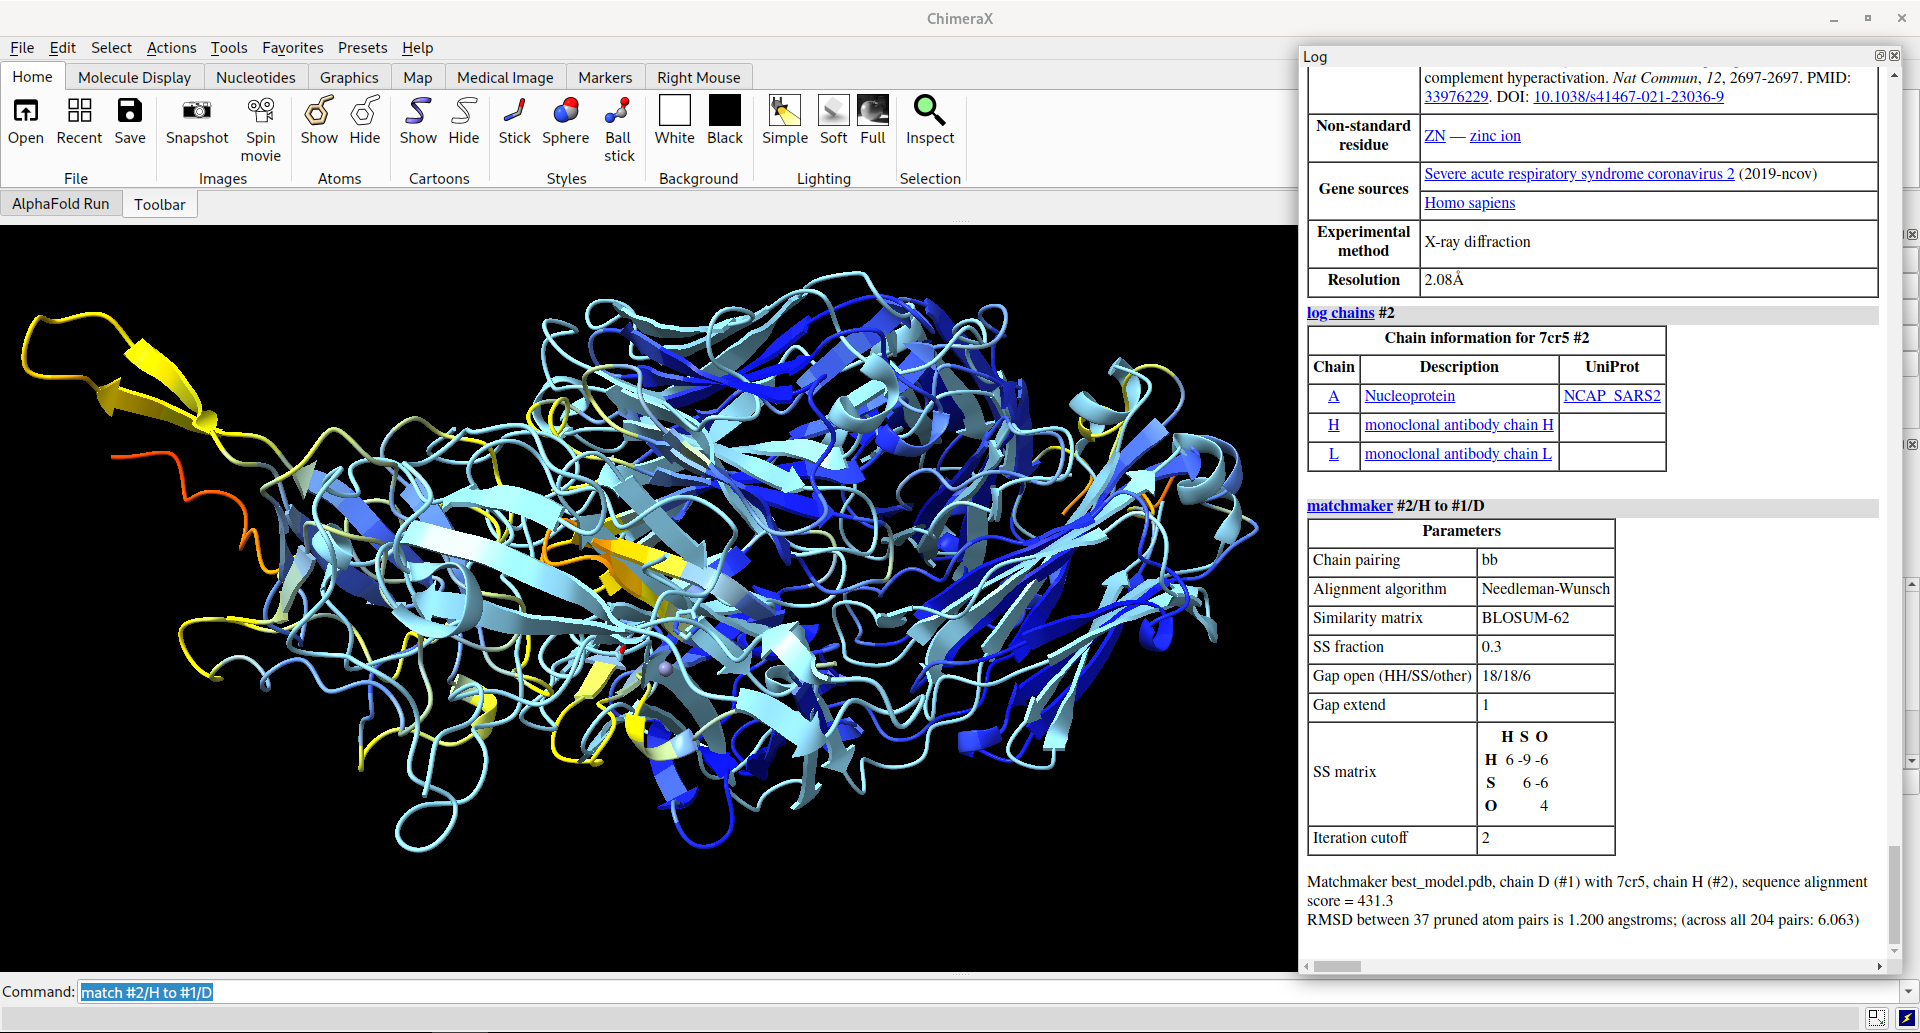 ChimeraX
File Edit Select Actions Tools Favorites Presets Help
Home Molecule Display Nucleotides Graphics Map Medical Image Markers Right Mouse
Open Recent Save Snapshot Spin movie Show Hide Show Hide Stick Sphere Ball stick White Black Simple Soft Full Inspect
File Images Atoms Cartoons Styles Background Lighting Selection
AlphaFold Run Toolbar
Log
complement hyperactivation. Nat Commun, 12, 2697-2697. PMID:
33976229. DOI: 10.1038/s41467-021-23036-9
Non-standard residue ZN — zinc ion
Gene sources Severe acute respiratory syndrome coronavirus 2 (2019-ncov)
Homo sapiens
Experimental method X-ray diffraction
Resolution 2.08Å
log chains #2
Chain information for 7cr5 #2
Chain Description UniProt
A Nucleoprotein NCAP_SARS2
H monoclonal antibody chain H
L monoclonal antibody chain L
matchmaker #2/H to #1/D
Parameters
Chain pairing bb
Alignment algorithm Needleman-Wunsch
Similarity matrix BLOSUM-62
SS fraction 0.3
Gap open (HH/SS/other) 18/18/6
Gap extend 1
SS matrix
H S O
H 6 -9 -6
S 6 -6
O 4
Iteration cutoff 2
Matchmaker best_model.pdb, chain D (#1) with 7cr5, chain H (#2), sequence alignment
score = 431.3
RMSD between 37 pruned atom pairs is 1.200 angstroms; (across all 204 pairs: 6.063)
Command: match #2/H to #1/D